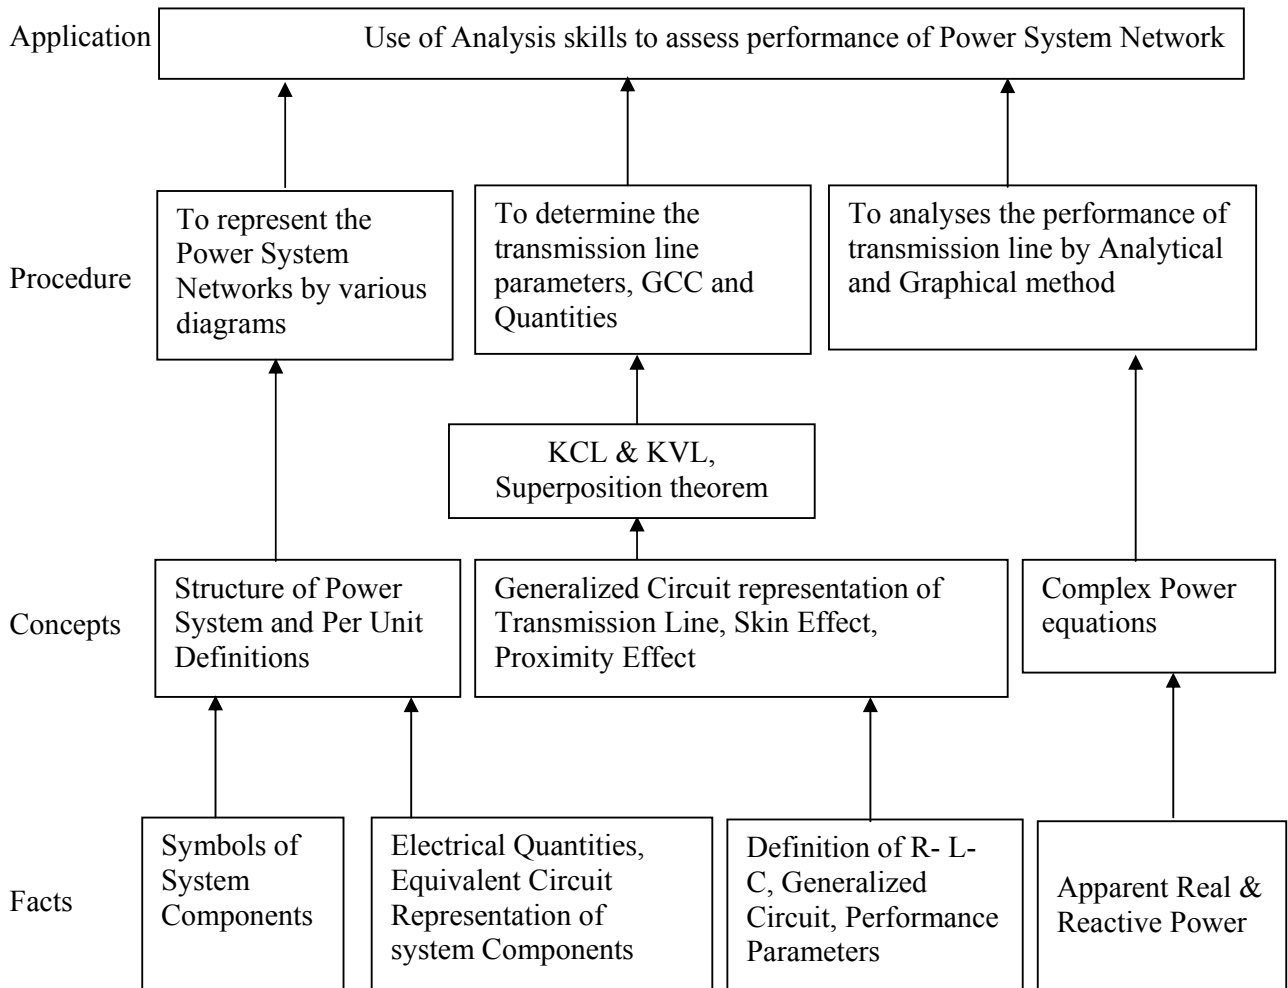 Application
Use of Analysis skills to assess performance of Power System Network
Procedure
To represent the
Power System
Networks by various
diagrams
To determine the
transmission line
parameters, GCC and
Quantities
To analyses the performance of
transmission line by Analytical
and Graphical method
KCL & KVL,
Superposition theorem
Concepts
Structure of Power
System and Per Unit
Definitions
Generalized Circuit representation of
Transmission Line, Skin Effect,
Proximity Effect
Complex Power
equations
Facts
Symbols of
System
Components
Electrical Quantities,
Equivalent Circuit
Representation of
system Components
Definition of R- L-
C, Generalized
Circuit, Performance
Parameters
Apparent Real &
Reactive Power